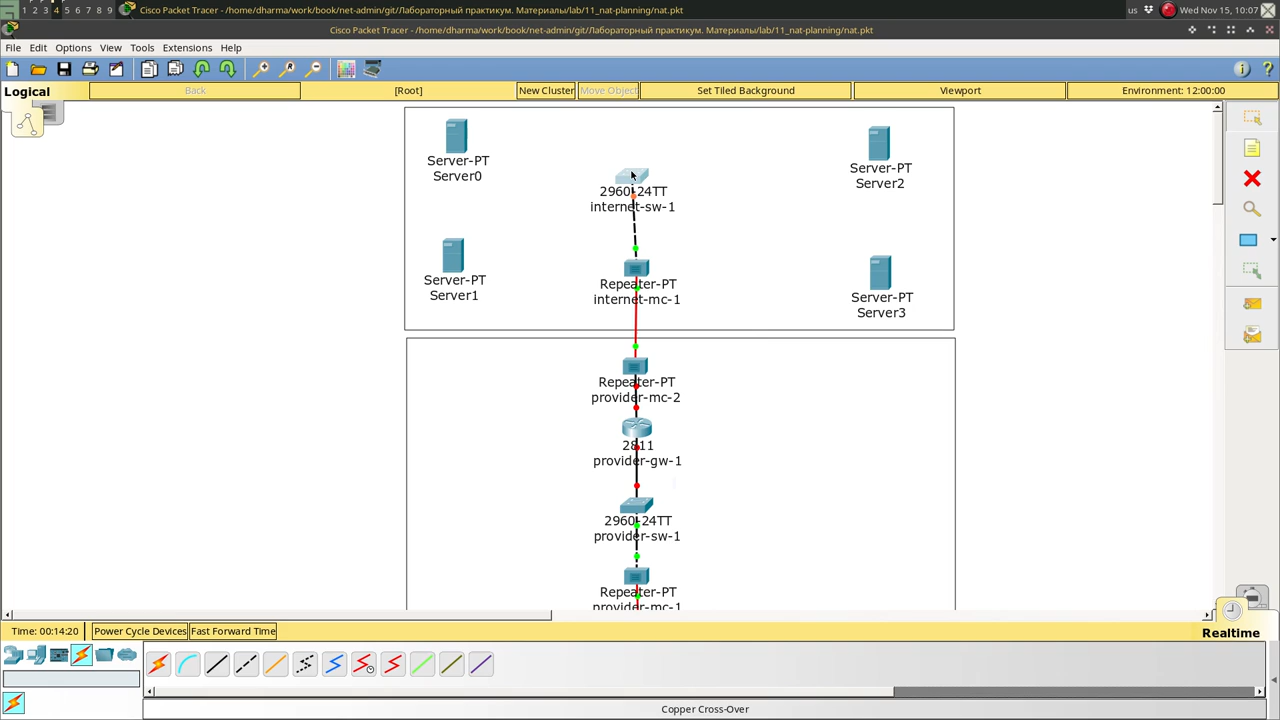 1 2 3 4 5 6 7 8 9
Cisco Packet Tracer - /home/dharma/work/book/net-admin/git/Лабораторный практикум. Материалы/lab/11_nat-planning/nat.pkt
us
Wed Nov 15, 10:07
Cisco Packet Tracer - /home/dharma/work/book/net-admin/git/Лабораторный практикум. Материалы/lab/11_nat-planning/nat.pkt
File Edit Options View Tools Extensions Help
Logical
Back
[Root]
New Cluster
Move Object
Set Tiled Background
Viewport
Environment: 12:00:00
Server-PT
Server0
2960-24TT
internet-sw-1
Server-PT
Server2
Server-PT
Server1
Repeater-PT
internet-mc-1
Server-PT
Server3
Repeater-PT
provider-mc-2
2811
provider-gw-1
2960-24TT
provider-sw-1
Repeater-PT
provider-mc-1
Time: 00:14:20
Power Cycle Devices
Fast Forward Time
Realtime
Copper Cross-Over